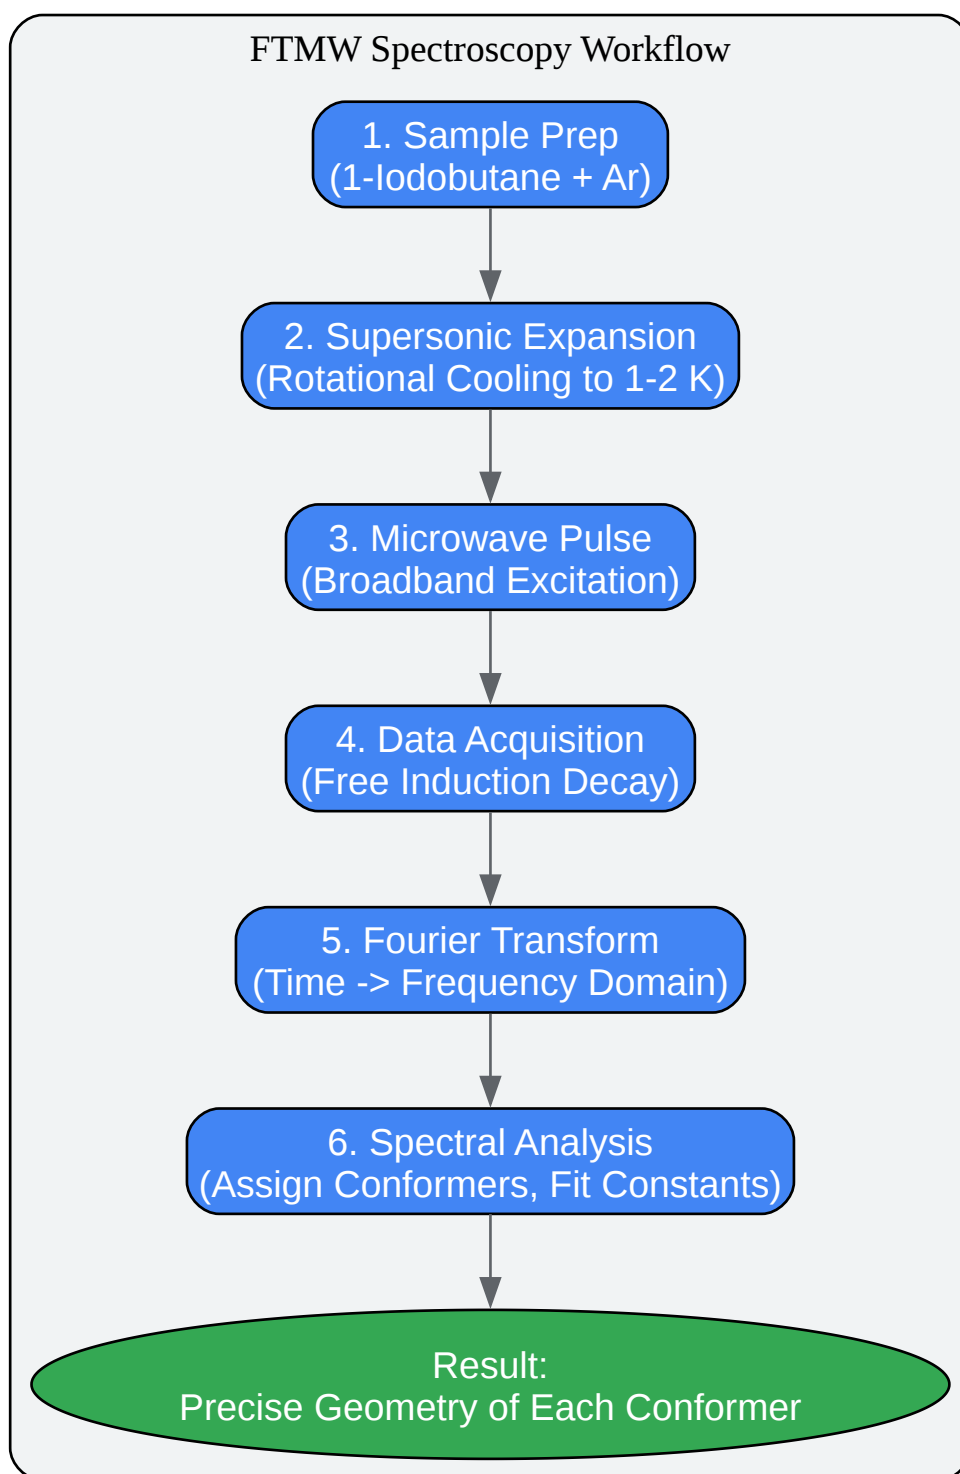 FTMW Spectroscopy Workflow
1. Sample Prep
(1-Iodobutane + Ar)
2. Supersonic Expansion
(Rotational Cooling to 1-2 K)
3. Microwave Pulse
(Broadband Excitation)
4. Data Acquisition
(Free Induction Decay)
5. Fourier Transform
(Time -> Frequency Domain)
6. Spectral Analysis
(Assign Conformers, Fit Constants)
Result:
Precise Geometry of Each Conformer